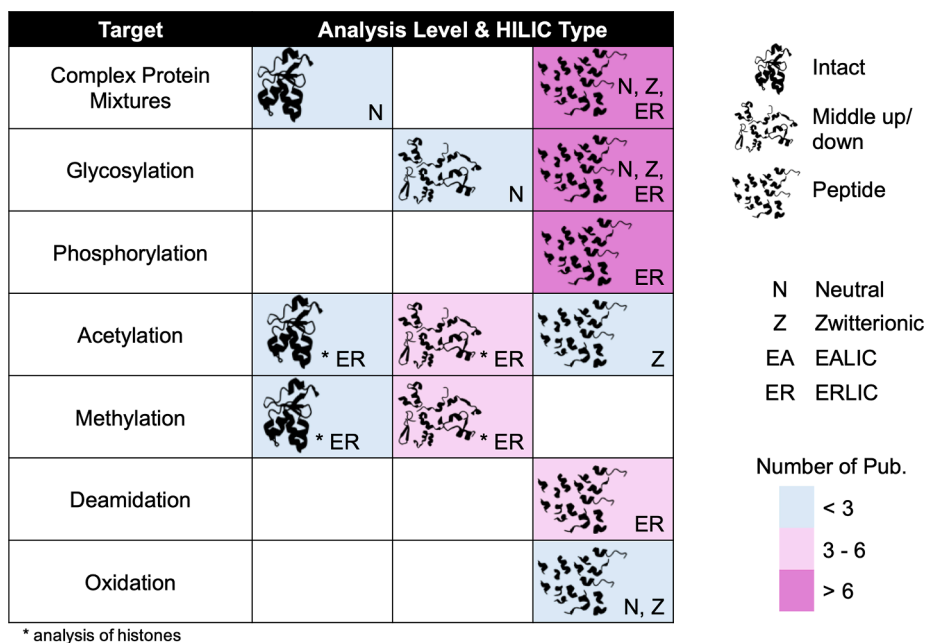 Target
Analysis Level & HILIC Type
Complex Protein
Mixtures
N
N, Z,
ER
Glycosylation
N
N, Z,
ER
Phosphorylation
ER
Acetylation
* ER
* ER
Z
Methylation
* ER
* ER
Deamidation
ER
Oxidation
N, Z
* analysis of histones
Intact
Middle up/
down
Peptide
N Neutral
Z Zwitterionic
EA EALIC
ER ERLIC
Number of Pub.
< 3
3 - 6
> 6